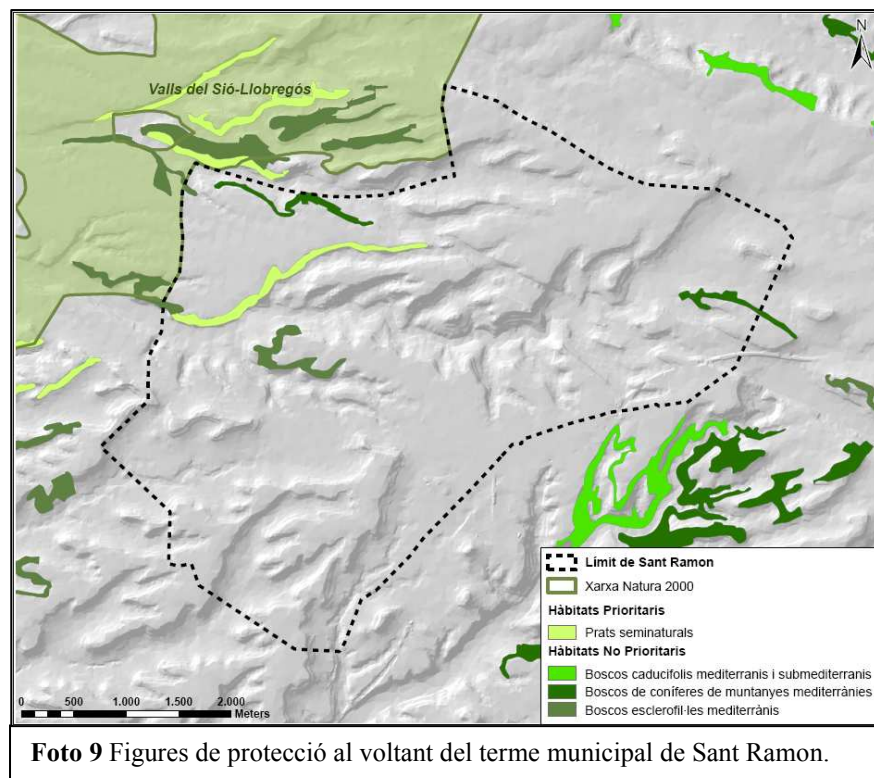 Valls del Sió-Llobregós
N
Límit de Sant Ramon
Xarxa Natura 2000
Hàbitats Prioritaris
Prats seminaturals
Hàbitats No Prioritaris
Boscos caducifolis mediterranis i submediterranis
Boscos de coníferes de muntanyes mediterrànies
Boscos esclerofil·les mediterrànis
0 500 1.000 1.500 2.000
Meters
Foto 9 Figures de protecció al voltant del terme municipal de Sant Ramon.